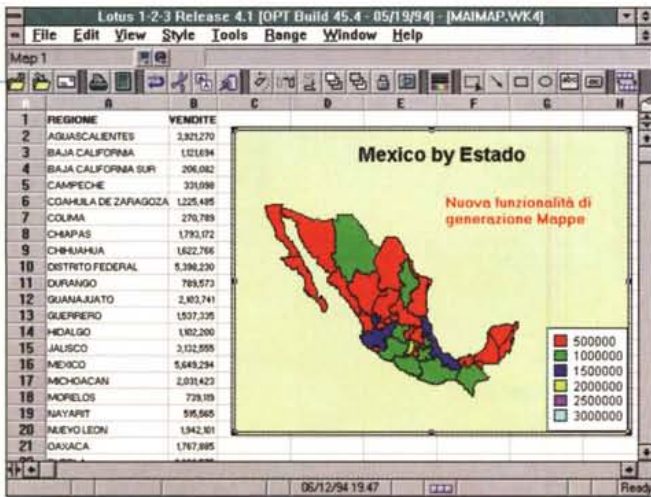 Lotus 1-2-3 Release 4.1 [OPT Build 45.4 - 05/19/94] - [MAIMAP.WK4]
File Edit View Style Tools Range Window Help
Map 1
A B C D E F G H
1 REGIONE VENDITE
2 AGUASCALIENTES 3,921,270
3 BAJA CALIFORNIA 1,121,694
4 BAJA CALIFORNIA SUR 206,082
5 CAMPECHE 331,098
6 COAHUILA DE ZARAGOZA 1,225,485
7 COLIMA 270,789
8 CHIAPAS 1,793,172
9 CHIHUAHUA 1,622,766
10 DISTRITO FEDERAL 5,398,230
11 DURANGO 789,573
12 GUANAJUATO 2,103,741
13 GUERRERO 1,537,335
14 HIDALGO 1,102,200
15 JALISCO 3,132,555
16 MEXICO 5,649,294
17 MICHOACAN 2,031,423
18 MORELOS 739,119
19 NAYARIT 515,565
20 NUEVO LEON 1,942,101
21 OAXACA 1,767,885
Mexico by Estado
Nuova funzionalità di
generazione Mappe
500000
1000000
1500000
2000000
2500000
3000000
06/12/94 19.47
Ready